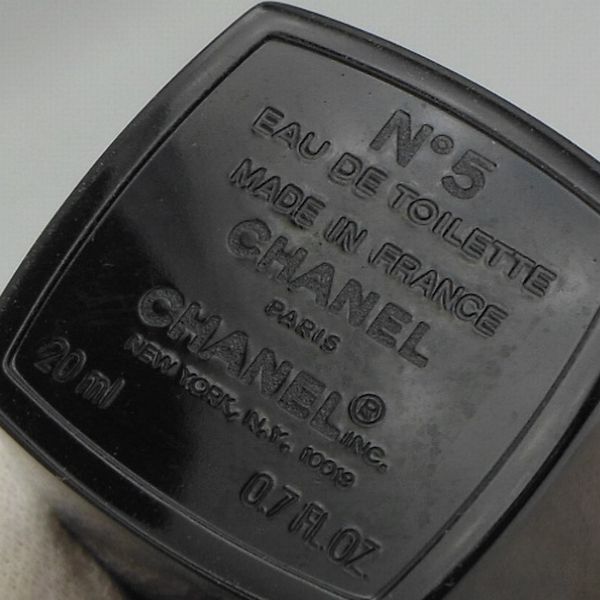 N°5
EAU DE TOILETTE
MADE IN FRANCE
CHANEL
PARIS
CHANEL® INC.
NEW YORK, N.Y. 10019
20 ml
0.7 FL.OZ.